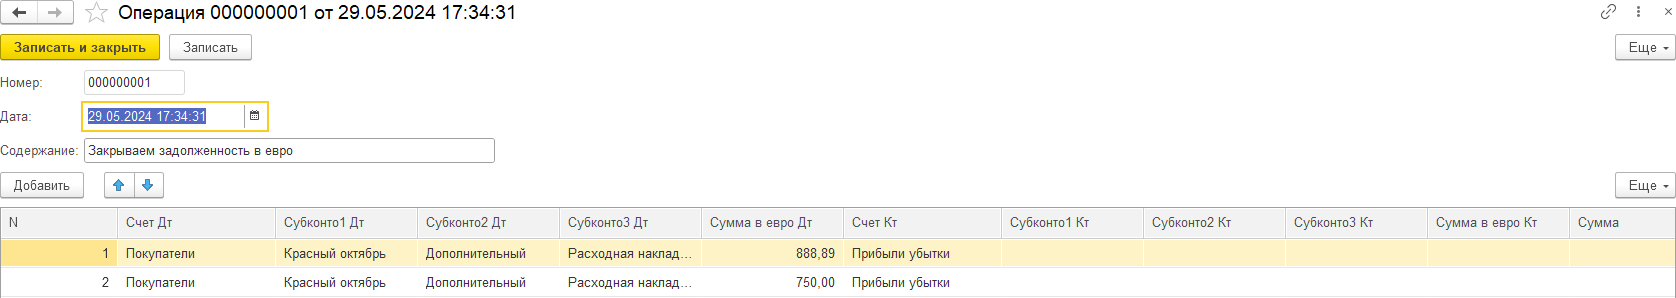 Операция 000000001 от 29.05.2024 17:34:31
Записать и закрыть Записать Еще
Номер: 000000001
Дата: 29.05.2024 17:34:31
Содержание: Закрываем задолженность в евро
Добавить Еще
N Счет Дт Субконто1 Дт Субконто2 Дт Субконто3 Дт Сумма в евро Дт Счет Кт Субконто1 Кт Субконто2 Кт Субконто3 Кт Сумма в евро Кт Сумма
1 Покупатели Красный октябрь Дополнительный Расходная наклад... 888,89 Прибыли убытки
2 Покупатели Красный октябрь Дополнительный Расходная наклад... 750,00 Прибыли убытки